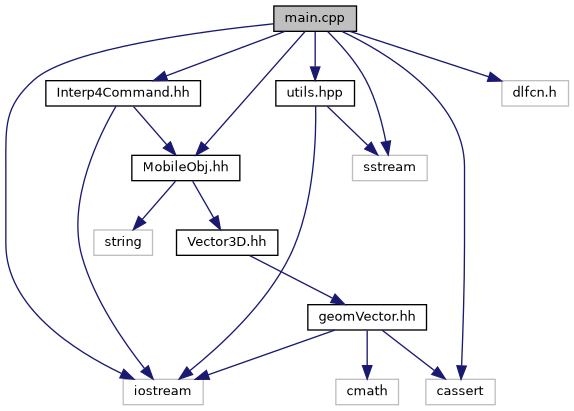 main.cpp
Interp4Command.hh
utils.hpp
dlfcn.h
MobileObj.hh
sstream
string
Vector3D.hh
geomVector.hh
iostream
cmath
cassert